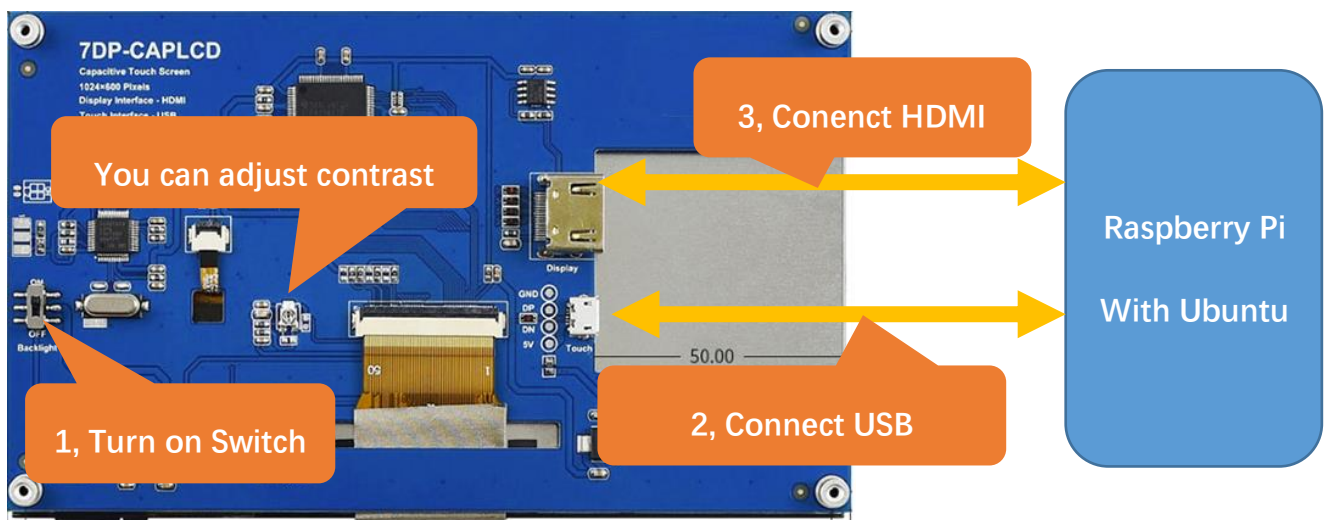 7DP-CAPLCD
Capacitive Touch Screen
1024×600 Pixels
Display Interface - HDMI
Touch Interface - USB
3, Conenct HDMI
You can adjust contrast
Raspberry Pi
With Ubuntu
Display
GND
DP
DN
5V
Touch
ON
OFF
Backlight
50.00
50
1
1, Turn on Switch
2, Connect USB